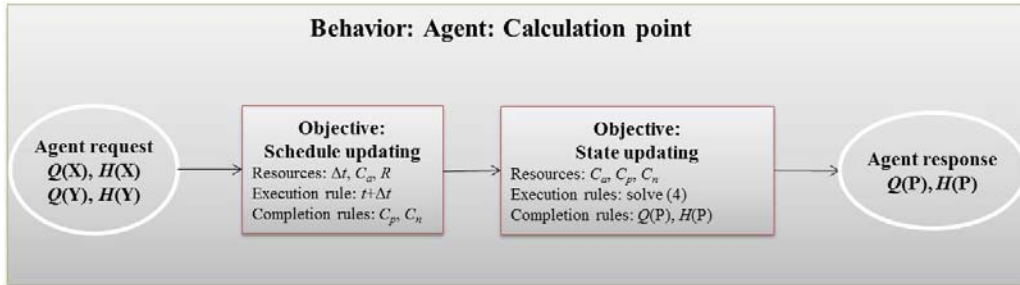 Behavior: Agent: Calculation point
Agent request
Q(X), H(X)
Q(Y), H(Y)
Objective:
Schedule updating
Resources: Δt, Cₐ, R
Execution rule: t+Δt
Completion rules: Cₚ, Cₙ
Objective:
State updating
Resources: Cₐ, Cₚ, Cₙ
Execution rules: solve (4)
Completion rules: Q(P), H(P)
Agent response
Q(P), H(P)